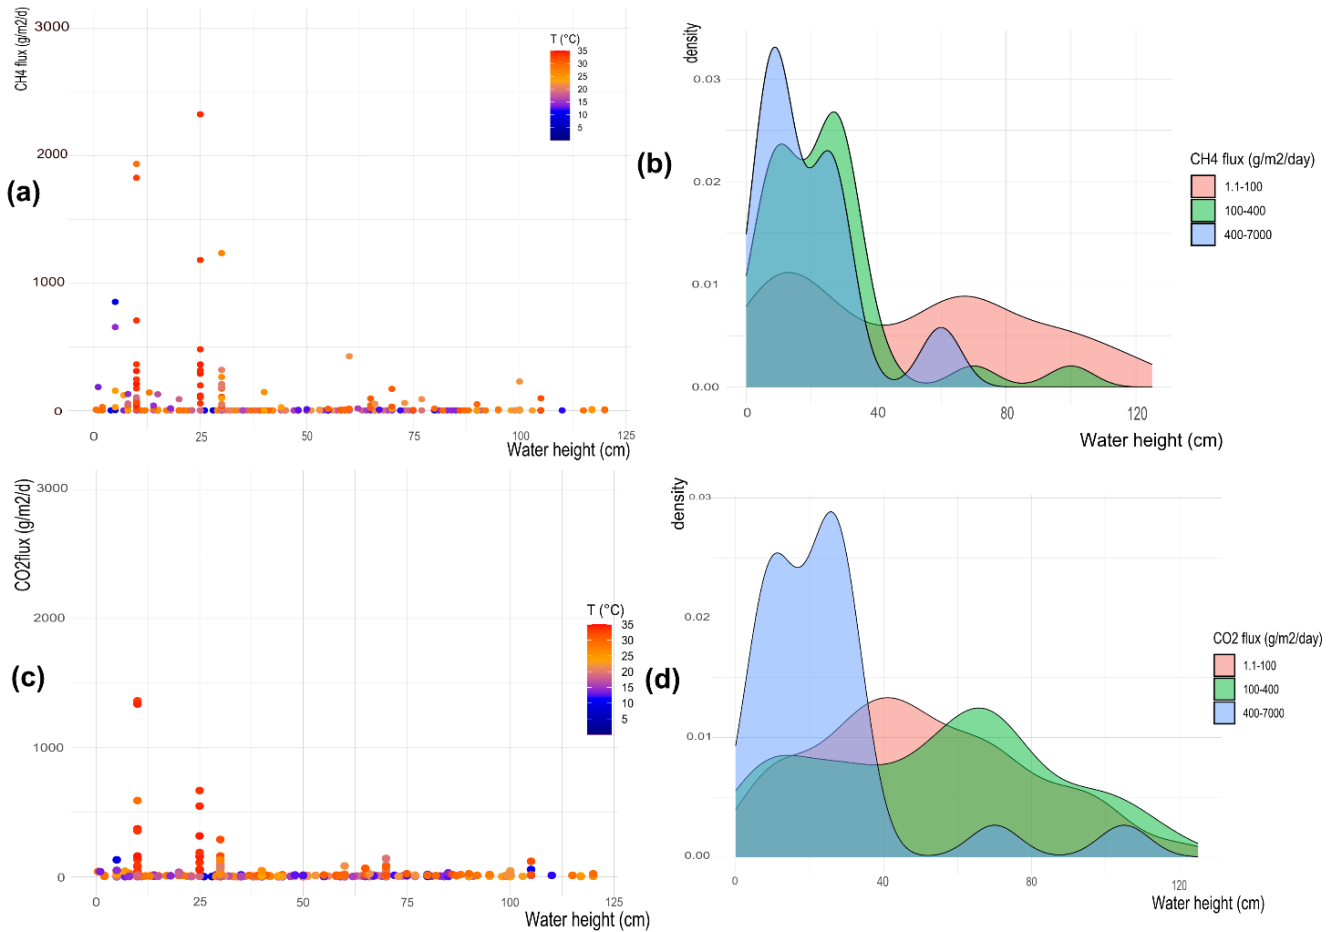 (a)
CH4 flux (g/m2/d)
3000
2000
1000
0
0 25 50 75 100 125
Water height (cm)
T (°C)
35
30
25
20
15
10
5
(b)
density
0.03
0.02
0.01
0.00
0 40 80 120
Water height (cm)
CH4 flux (g/m2/day)
1.1-100
100-400
400-7000
(c)
CO2flux (g/m2/d)
3000
2000
1000
0
0 25 50 75 100 125
Water height (cm)
T (°C)
35
30
25
20
15
10
5
(d)
density
0.03
0.02
0.01
0.00
0 40 80 120
Water height (cm)
CO2 flux (g/m2/day)
1.1-100
100-400
400-7000